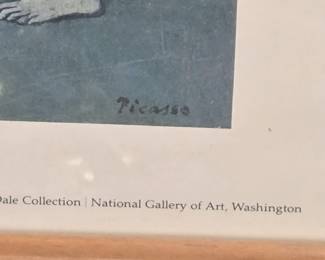 Picasso
Dale Collection | National Gallery of Art, Washington